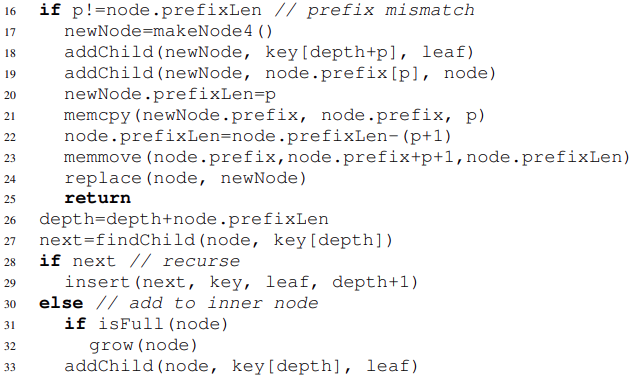 16 if p!=node.prefixLen // prefix mismatch
17 newNode=makeNode4()
18 addChild(newNode, key[depth+p], leaf)
19 addChild(newNode, node.prefix[p], node)
20 newNode.prefixLen=p
21 memcpy(newNode.prefix, node.prefix, p)
22 node.prefixLen=node.prefixLen-(p+1)
23 memmove(node.prefix,node.prefix+p+1,node.prefixLen)
24 replace(node, newNode)
25 return
26 depth=depth+node.prefixLen
27 next=findChild(node, key[depth])
28 if next // recurse
29 insert(next, key, leaf, depth+1)
30 else // add to inner node
31 if isFull(node)
32 grow(node)
33 addChild(node, key[depth], leaf)